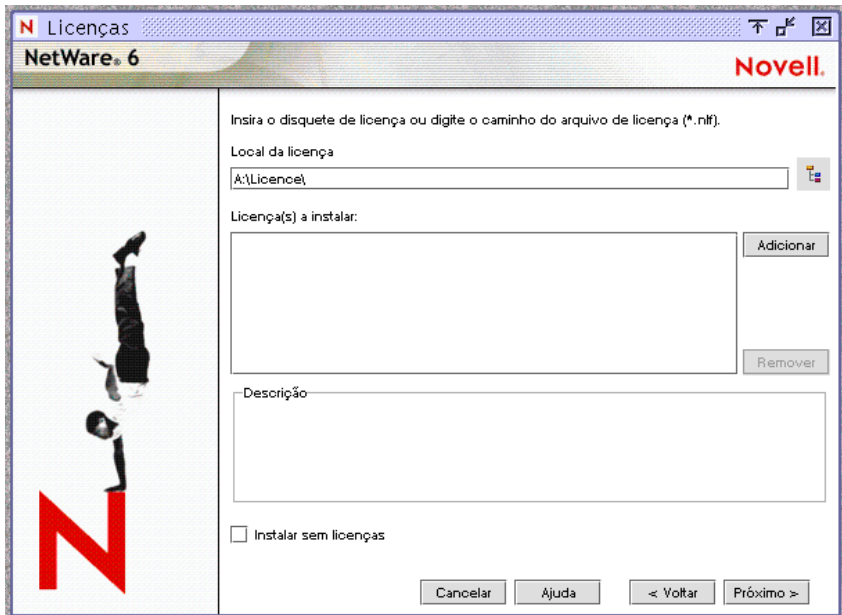 N Licenças
NetWare® 6
Novell.
Insira o disquete de licença ou digite o caminho do arquivo de licença (*.nlf).
Local da licença
A:\Licence\
Licença(s) a instalar:
Adicionar
Remover
Descrição
Instalar sem licenças
Cancelar Ajuda < Voltar Próximo >
N